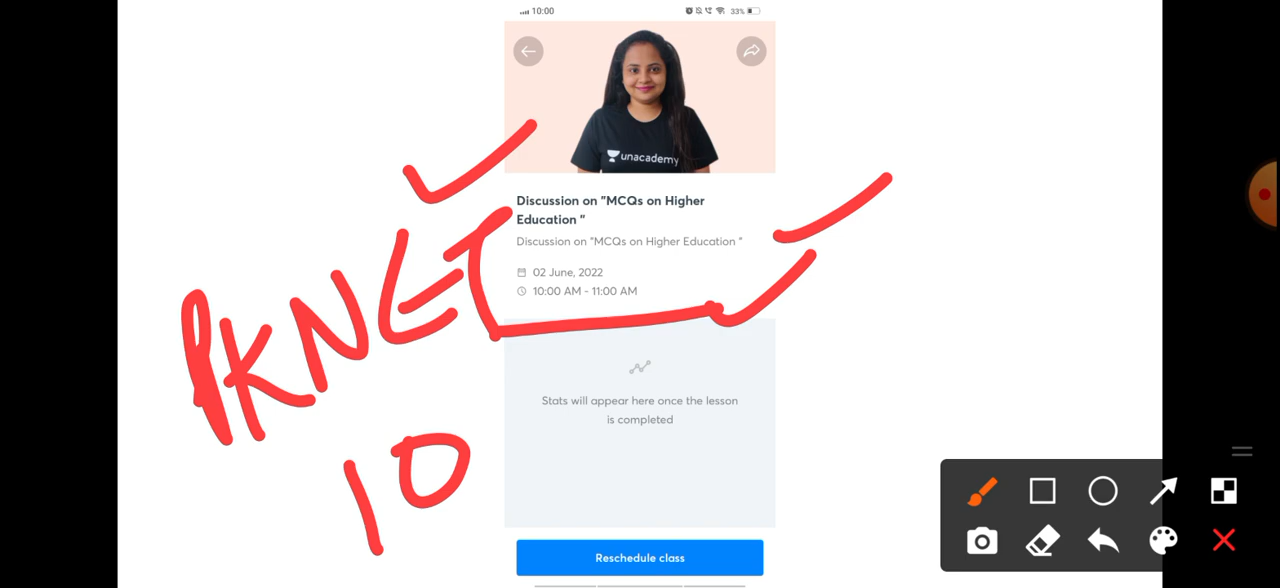 10:00
33%
unacademy
Discussion on "MCQs on Higher
Education "
Discussion on "MCQs on Higher Education "
02 June, 2022
10:00 AM - 11:00 AM
PKNET
10
Stats will appear here once the lesson
is completed
Reschedule class